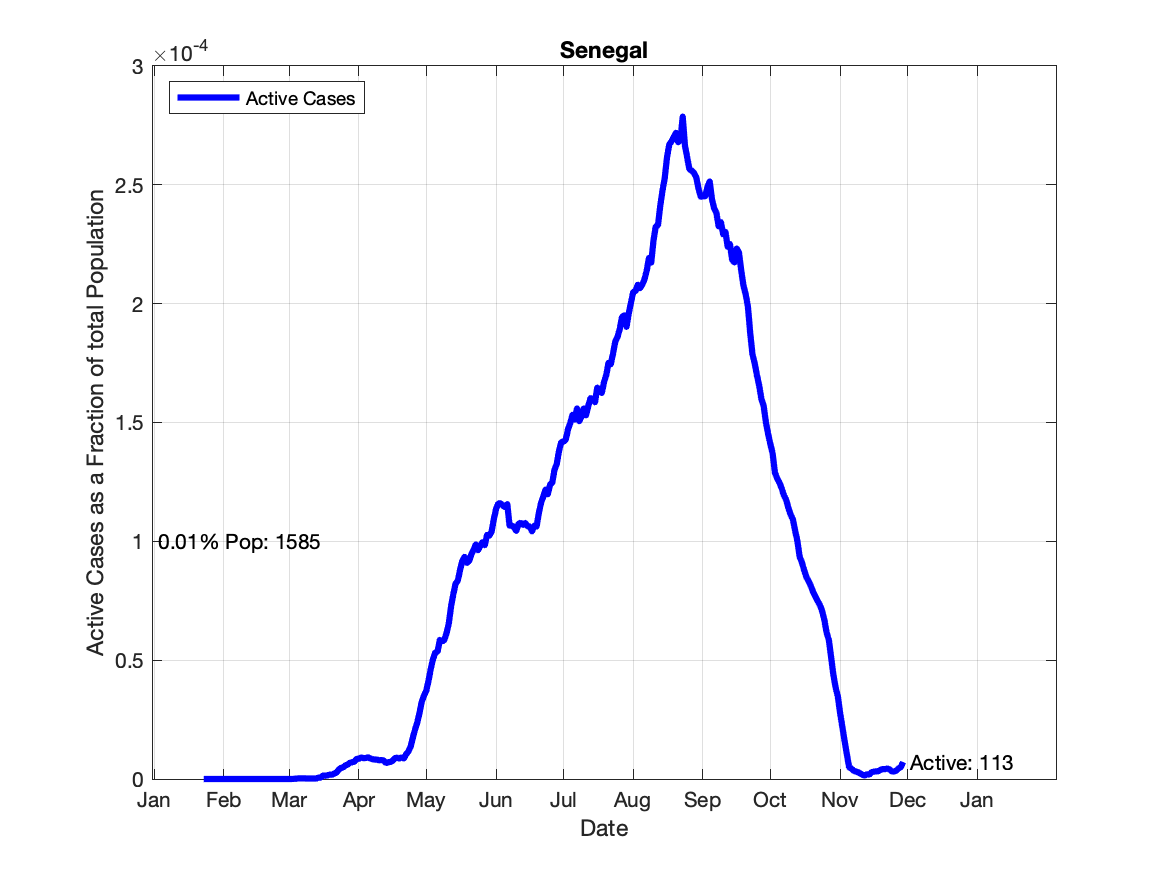 Senegal
×10-4
Active Cases
3
2.5
2
1.5
1
0.5
0
0.01% Pop: 1585
Active: 113
Active Cases as a Fraction of total Population
Jan Feb Mar Apr May Jun Jul Aug Sep Oct Nov Dec Jan
Date